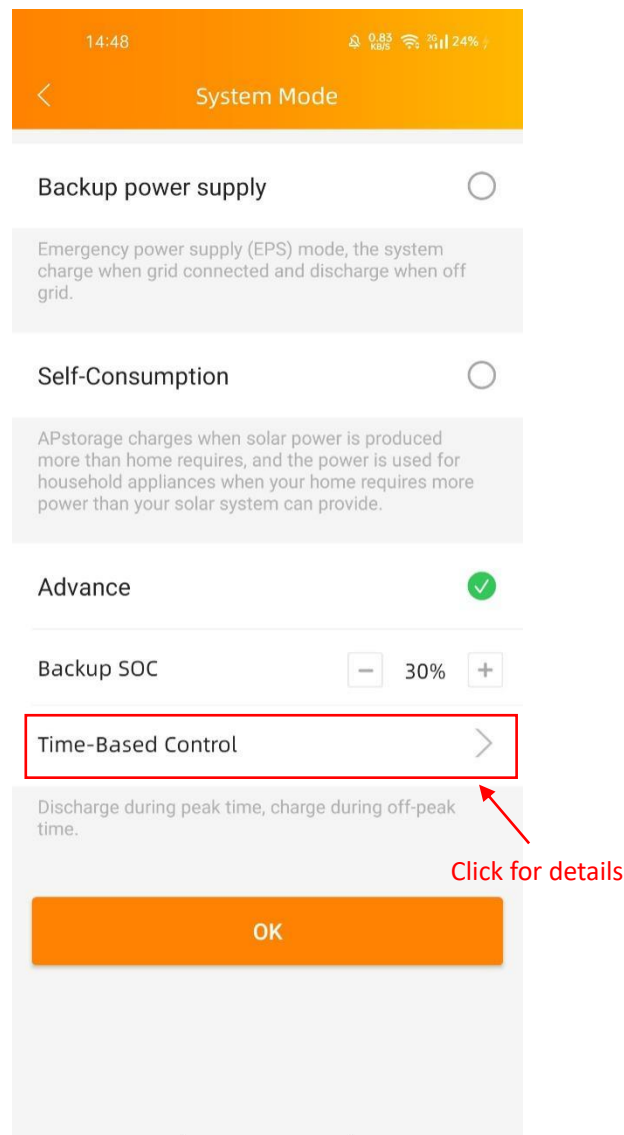 14:48
0.83 KB/S 2G 24%
System Mode
Backup power supply
Emergency power supply (EPS) mode, the system
charge when grid connected and discharge when off
grid.
Self-Consumption
APstorage charges when solar power is produced
more than home requires, and the power is used for
household appliances when your home requires more
power than your solar system can provide.
Advance
Backup SOC
− 30% +
Time-Based Control
Discharge during peak time, charge during off-peak
time.
Click for details
OK